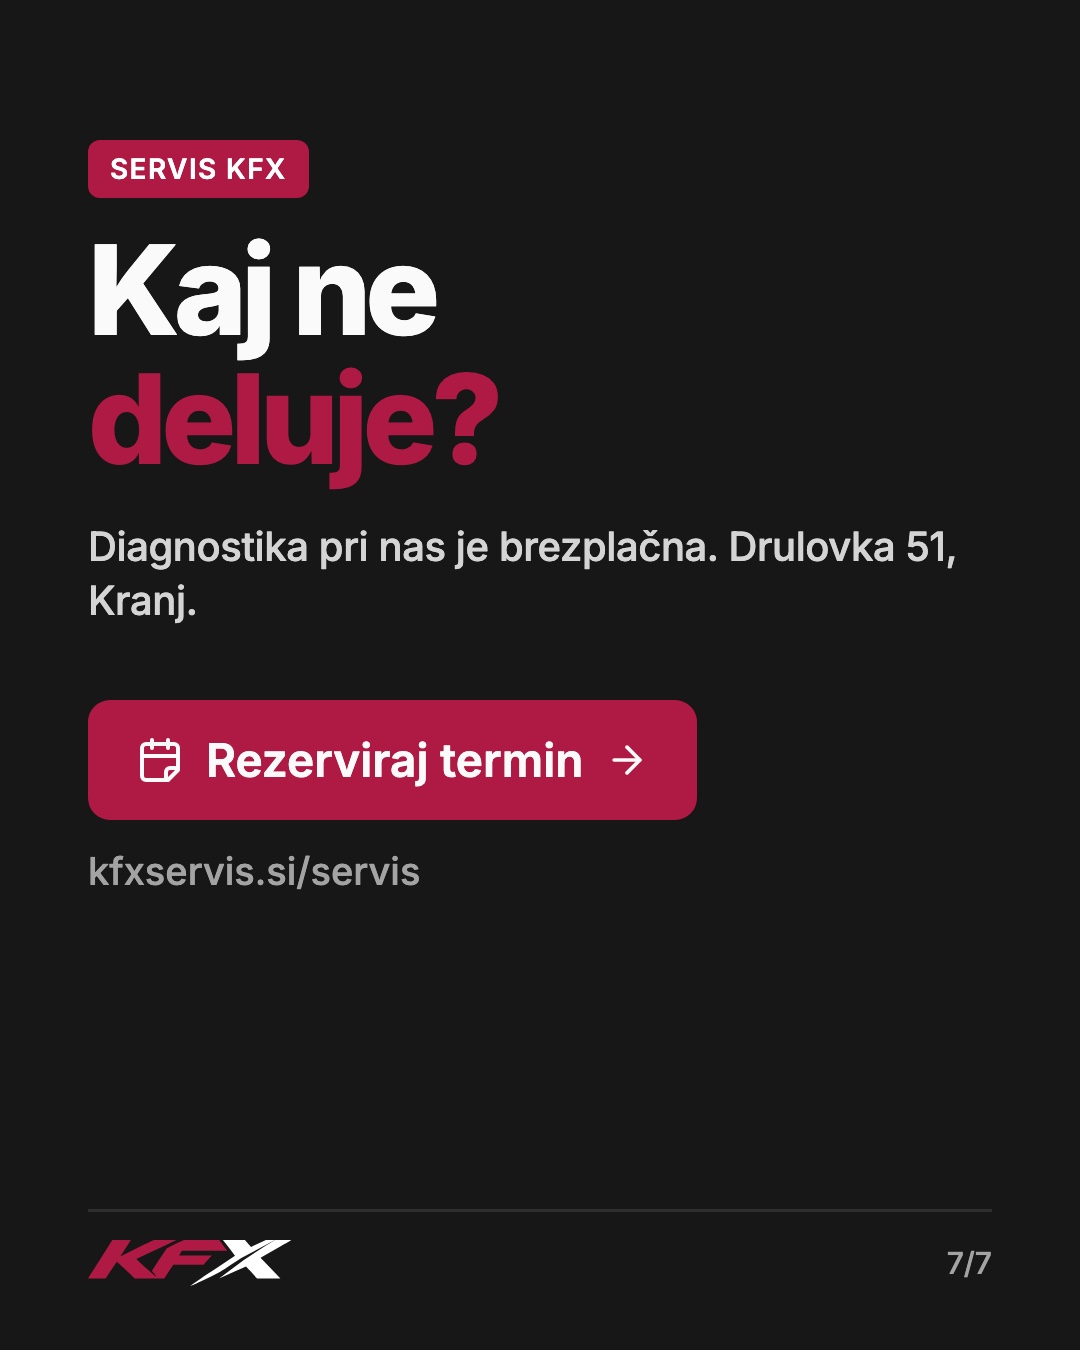 SERVIS KFX
Kaj ne
deluje?
Diagnostika pri nas je brezplačna. Drulovka 51,
Kranj.
Rezerviraj termin →
kfxservis.si/servis
KFX
7/7